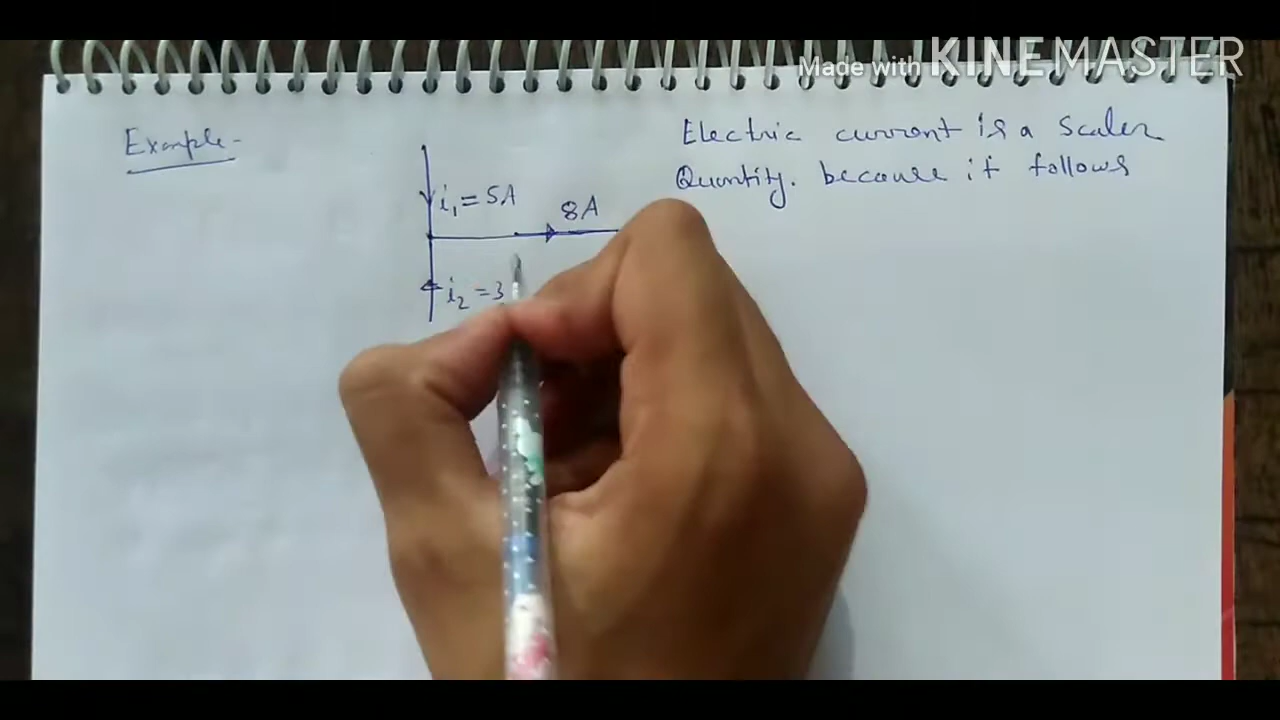 Made with KINEMASTER
Example-
Electric current is a Scaler
Quantity. because it follows
i₁ = 5A
8A
i₂ = 3